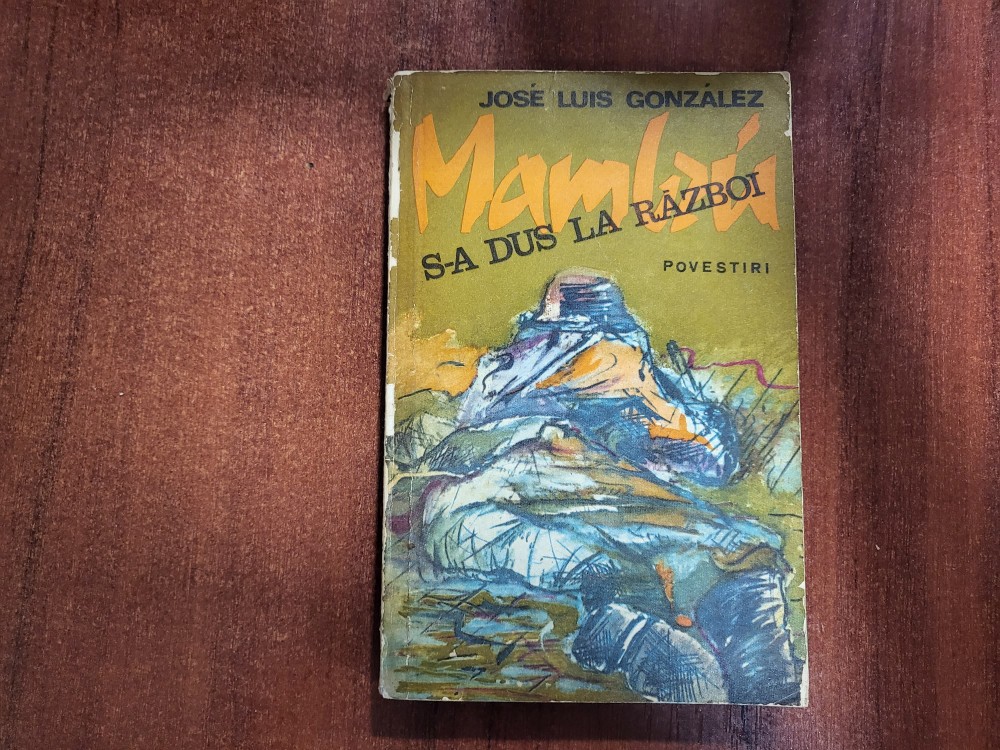 JOSÉ LUIS GONZÁLEZ
Mambrú
S-A DUS LA RĂZBOI
POVESTIRI